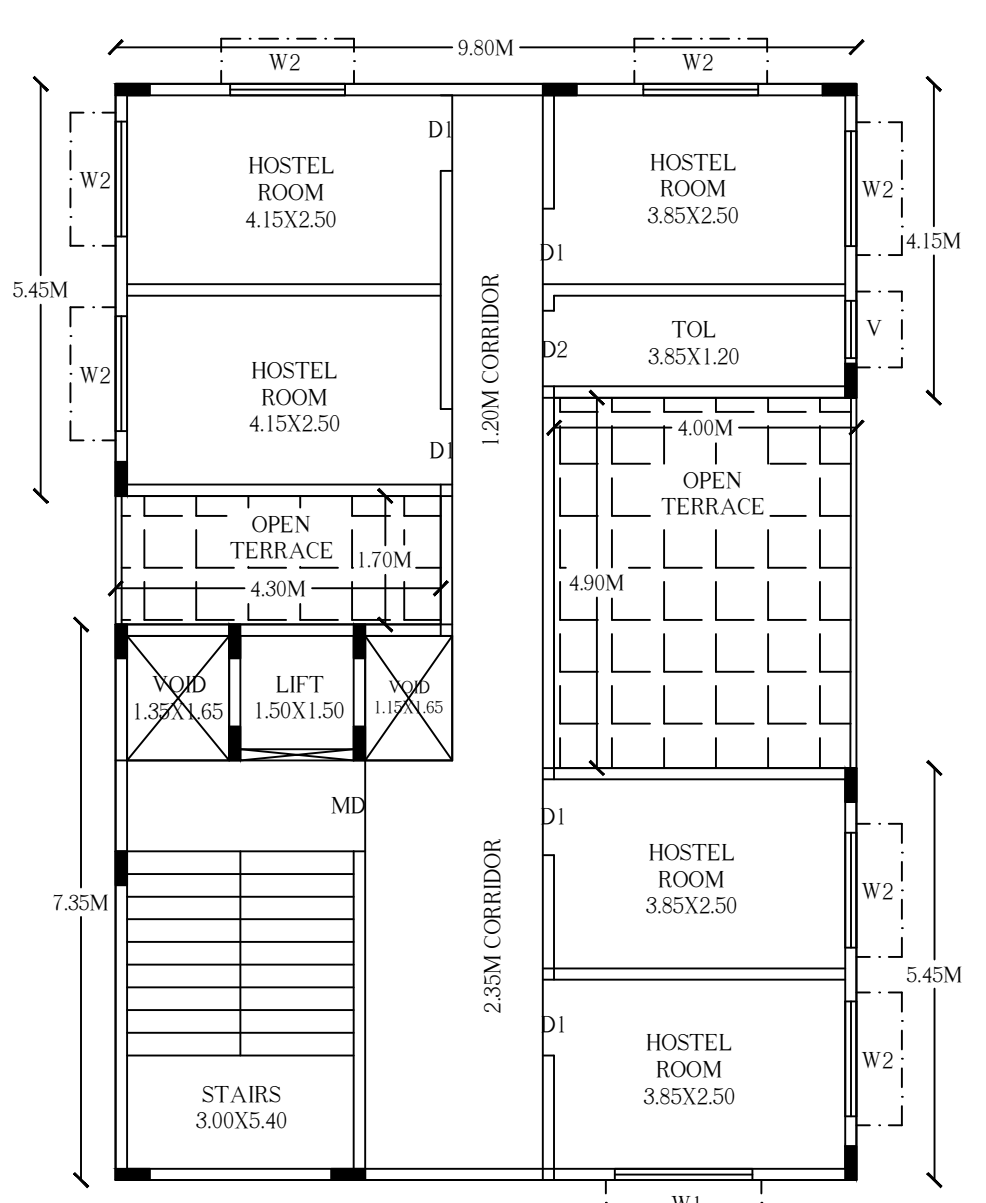 9.80M
W2
W2
D1
HOSTEL
ROOM
4.15X2.50
HOSTEL
ROOM
3.85X2.50
W2
W2
4.15M
D1
5.45M
1.20M CORRIDOR
TOL
3.85X1.20
V
D2
W2
HOSTEL
ROOM
4.15X2.50
D1
4.00M
OPEN
TERRACE
OPEN
TERRACE
1.70M
4.30M
4.90M
VOID
1.35X1.65
LIFT
1.50X1.50
VOID
1.15X1.65
MD
D1
HOSTEL
ROOM
3.85X2.50
W2
7.35M
2.35M CORRIDOR
5.45M
D1
HOSTEL
ROOM
3.85X2.50
W2
STAIRS
3.00X5.40
W1